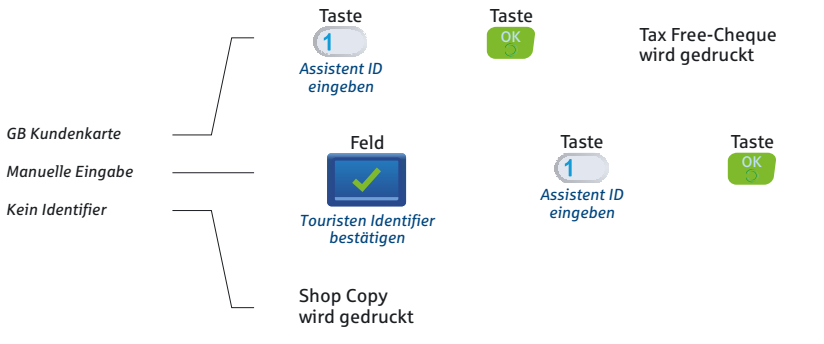 Taste
1
Assistent ID
eingeben
Taste
OK
Tax Free-Cheque
wird gedruckt
GB Kundenkarte
Manuelle Eingabe
Kein Identifier
Feld
Touristen Identifier
bestätigen
Taste
1
Assistent ID
eingeben
Taste
OK
Shop Copy
wird gedruckt